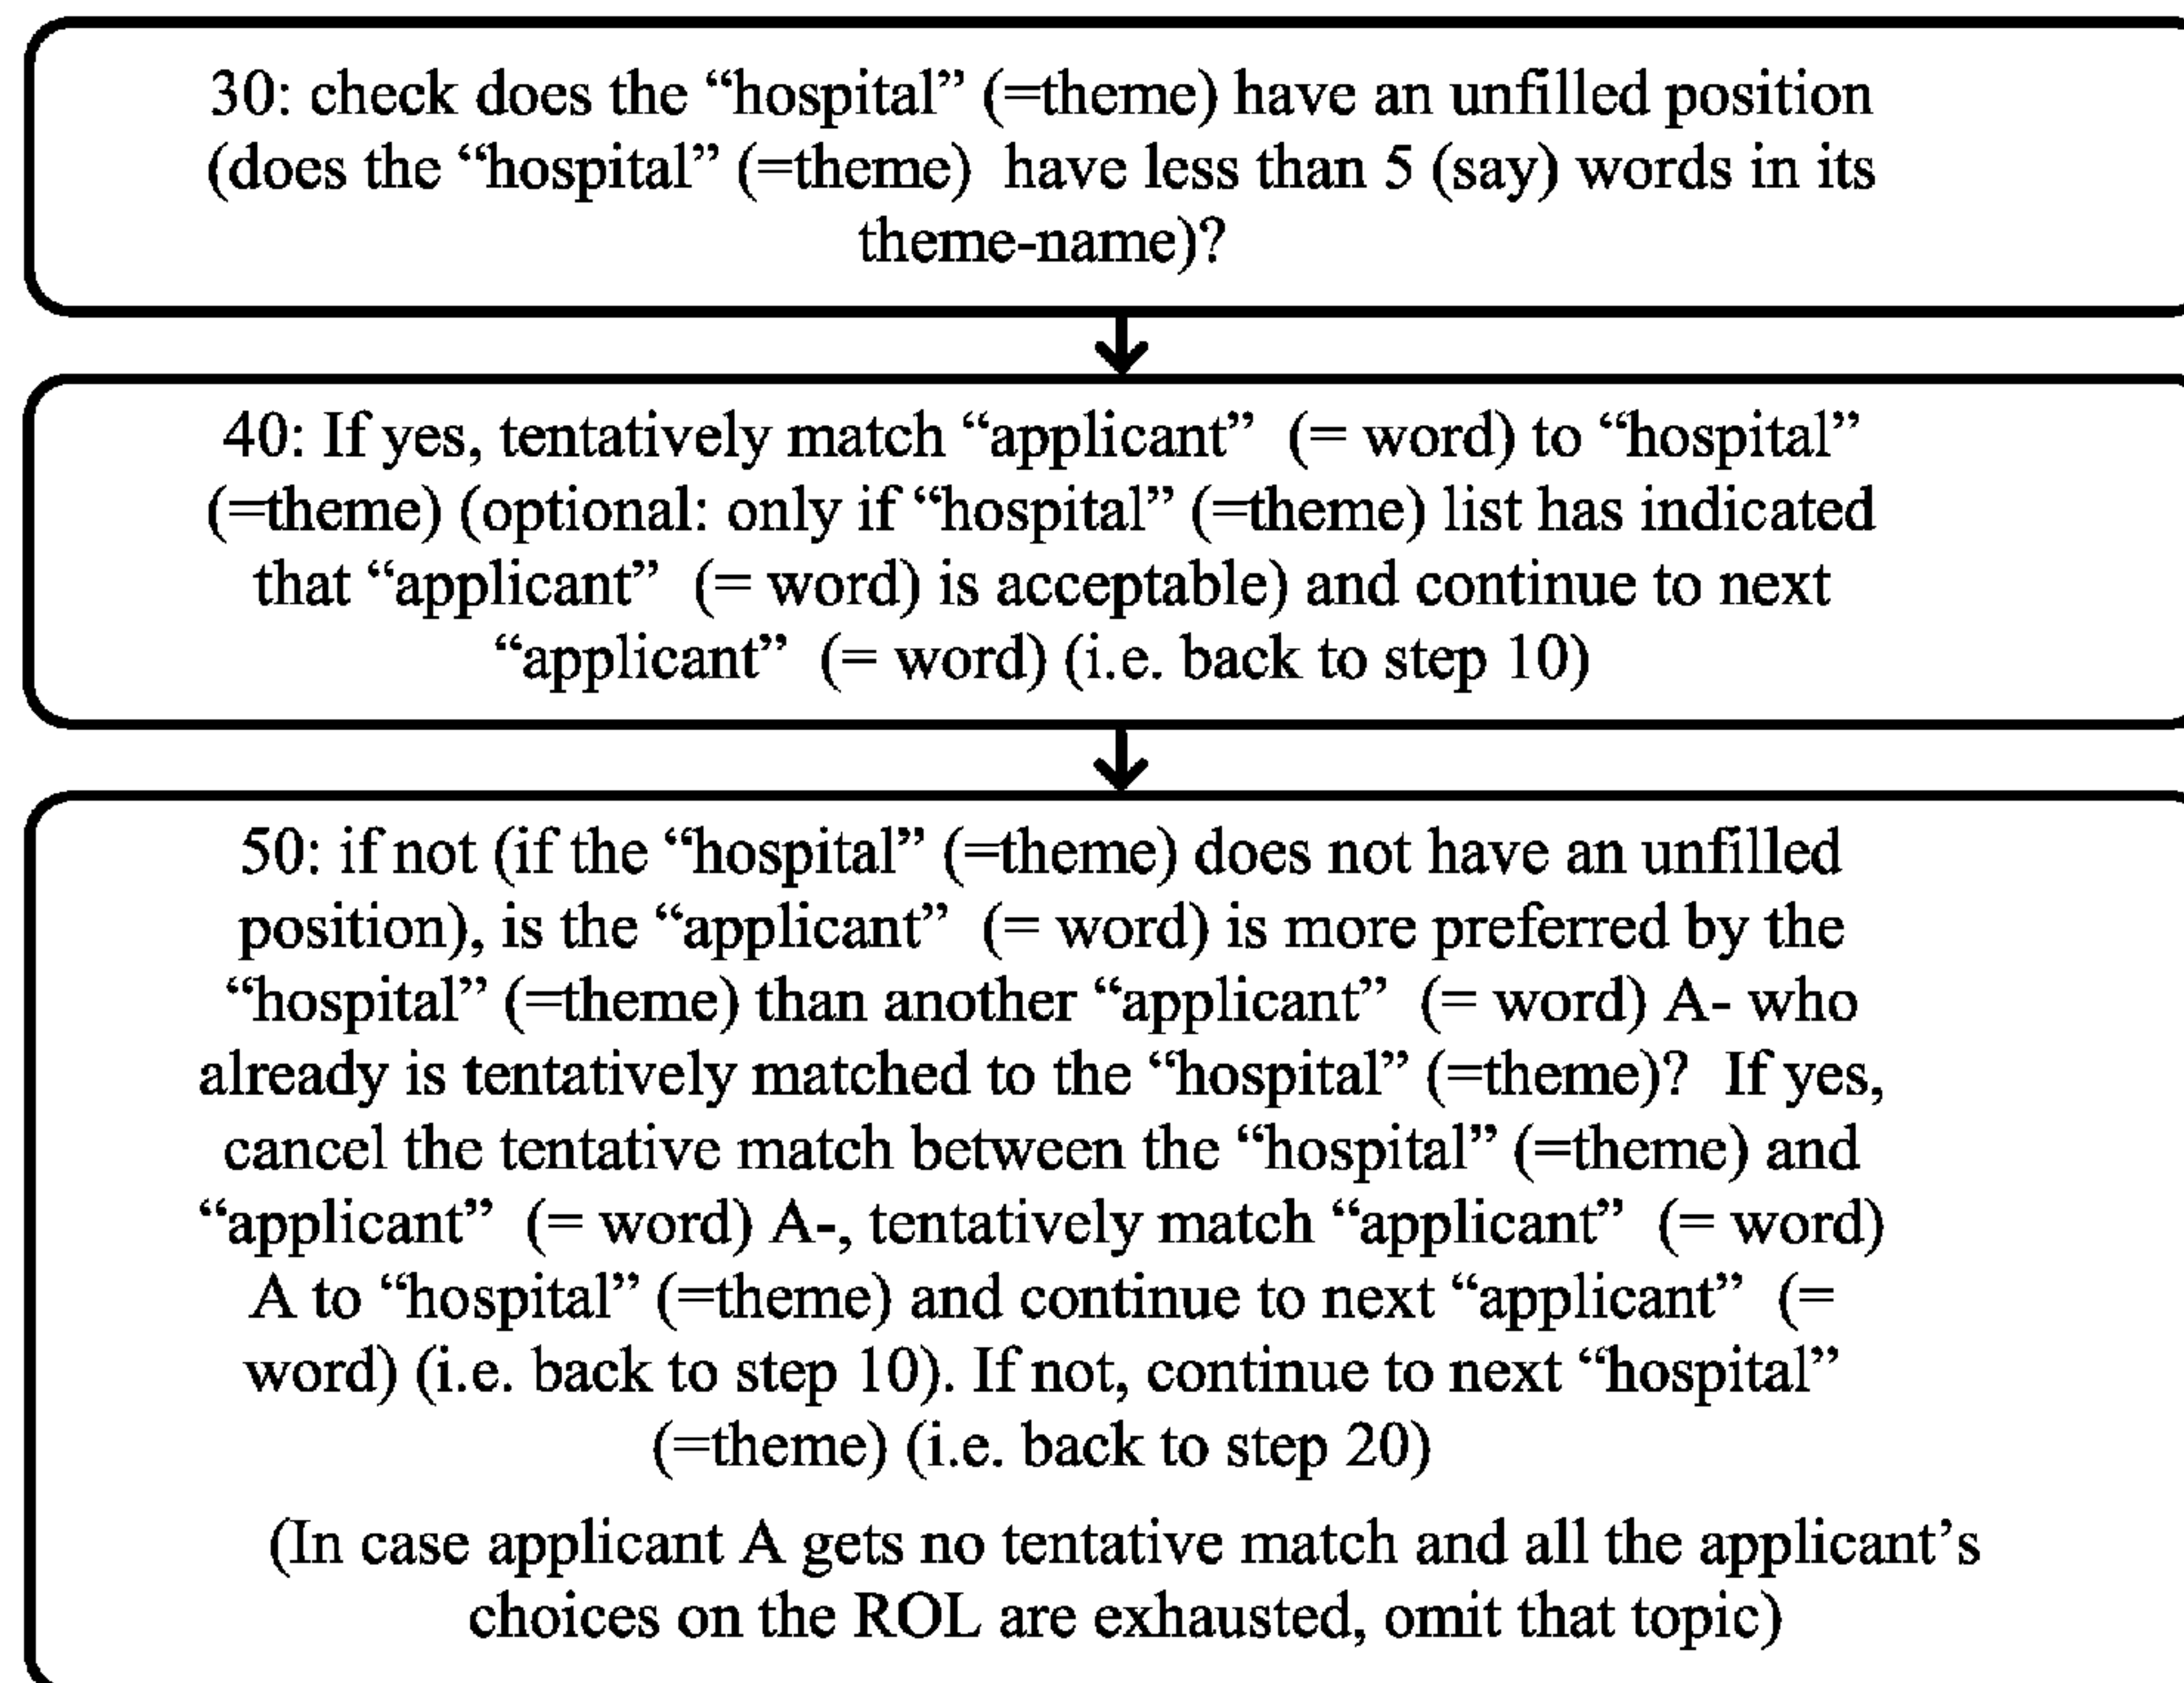 30: check does the “hospital” (=theme) have an unfilled position
(does the “hospital” (=theme) have less than 5 (say) words in its
theme-name)?
40: If yes, tentatively match “applicant” (= word) to “hospital”
(=theme) (optional: only if “hospital” (=theme) list has indicated
that “applicant” (= word) is acceptable) and continue to next
“applicant” (= word) (i.e. back to step 10)
50: if not (if the “hospital” (=theme) does not have an unfilled
position), is the “applicant” (= word) is more preferred by the
“hospital” (=theme) than another “applicant” (= word) A- who
already is tentatively matched to the “hospital” (=theme)? If yes,
cancel the tentative match between the “hospital” (=theme) and
“applicant” (= word) A-, tentatively match “applicant” (= word)
A to “hospital” (=theme) and continue to next “applicant” (=
word) (i.e. back to step 10). If not, continue to next “hospital”
(=theme) (i.e. back to step 20)
(In case applicant A gets no tentative match and all the applicant’s
choices on the ROL are exhausted, omit that topic)